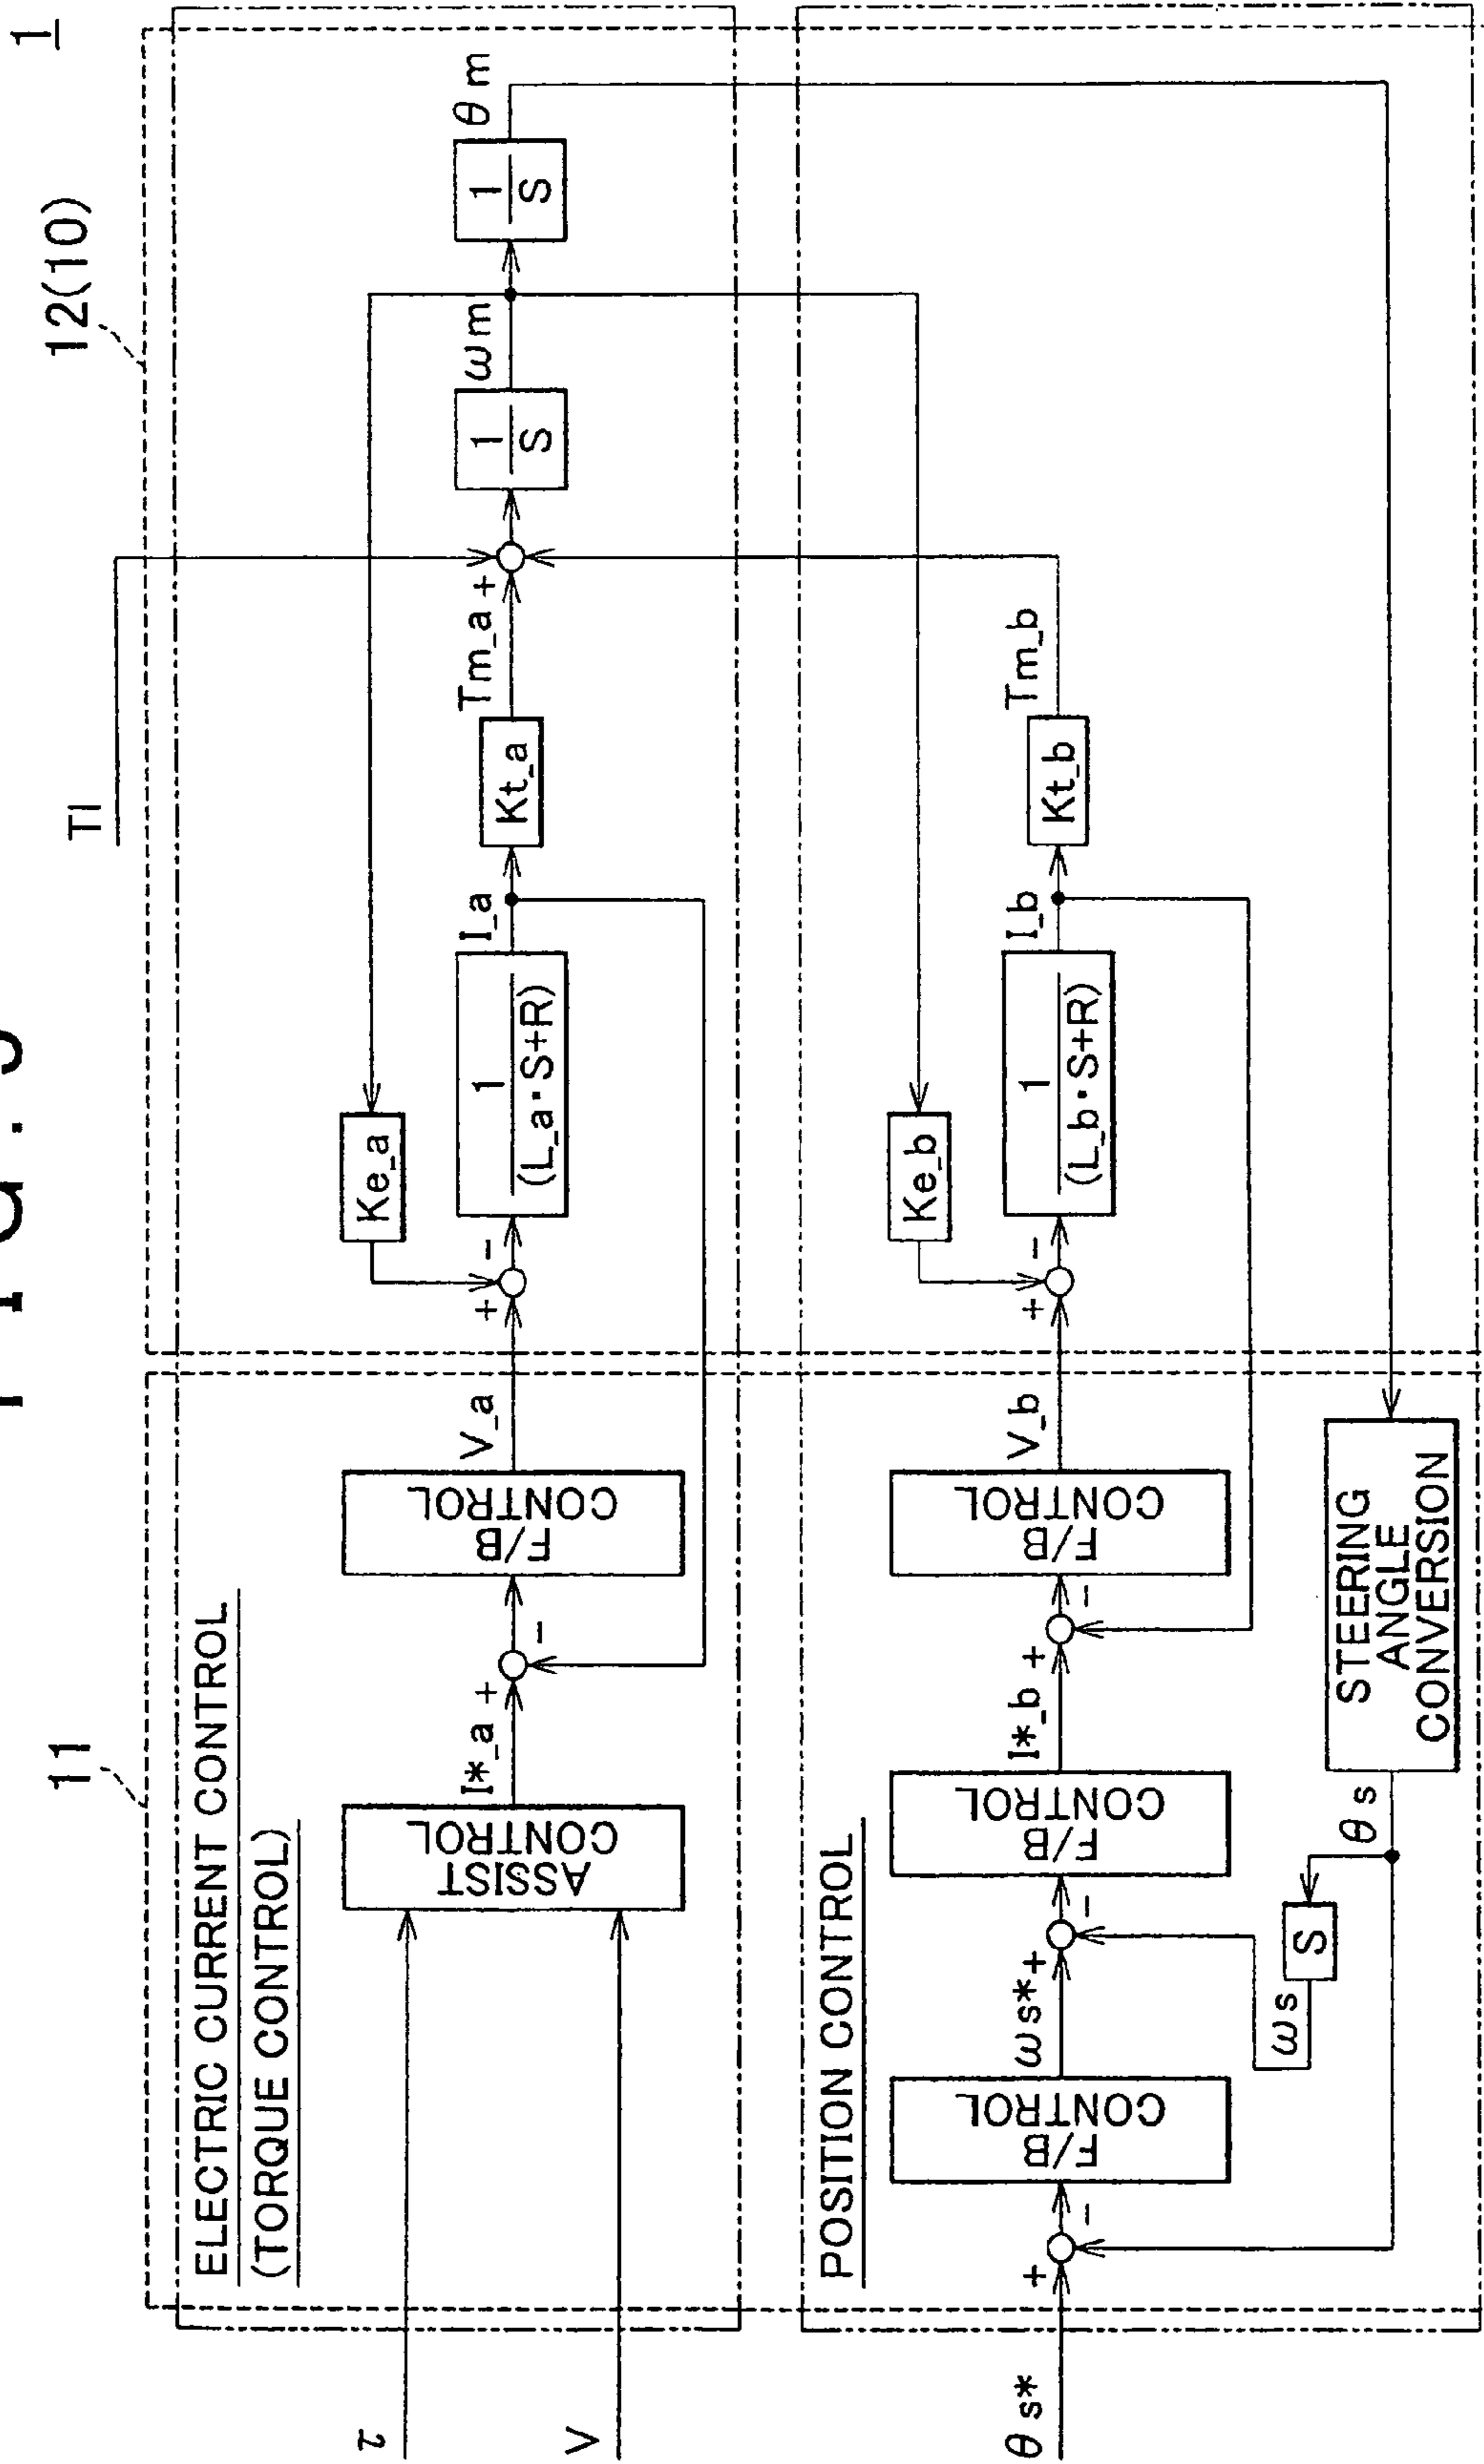 1
12(10)
11
Tl
ELECTRIC CURRENT CONTROL
(TORQUE CONTROL)
τ
V
ASSIST
CONTROL
I*_a
+
-
F/B
CONTROL
V_a
+
-
Ke_a
1
(L_a・S+R)
I_a
Kt_a
Tm_a
+
1
S
ωm
1
S
θm
POSITION CONTROL
θs*
+
-
F/B
CONTROL
ωs*
+
-
F/B
CONTROL
I*_b
+
-
F/B
CONTROL
V_b
+
-
Ke_b
1
(L_b・S+R)
I_b
Kt_b
Tm_b
ωs
S
θs
STEERING
ANGLE
CONVERSION